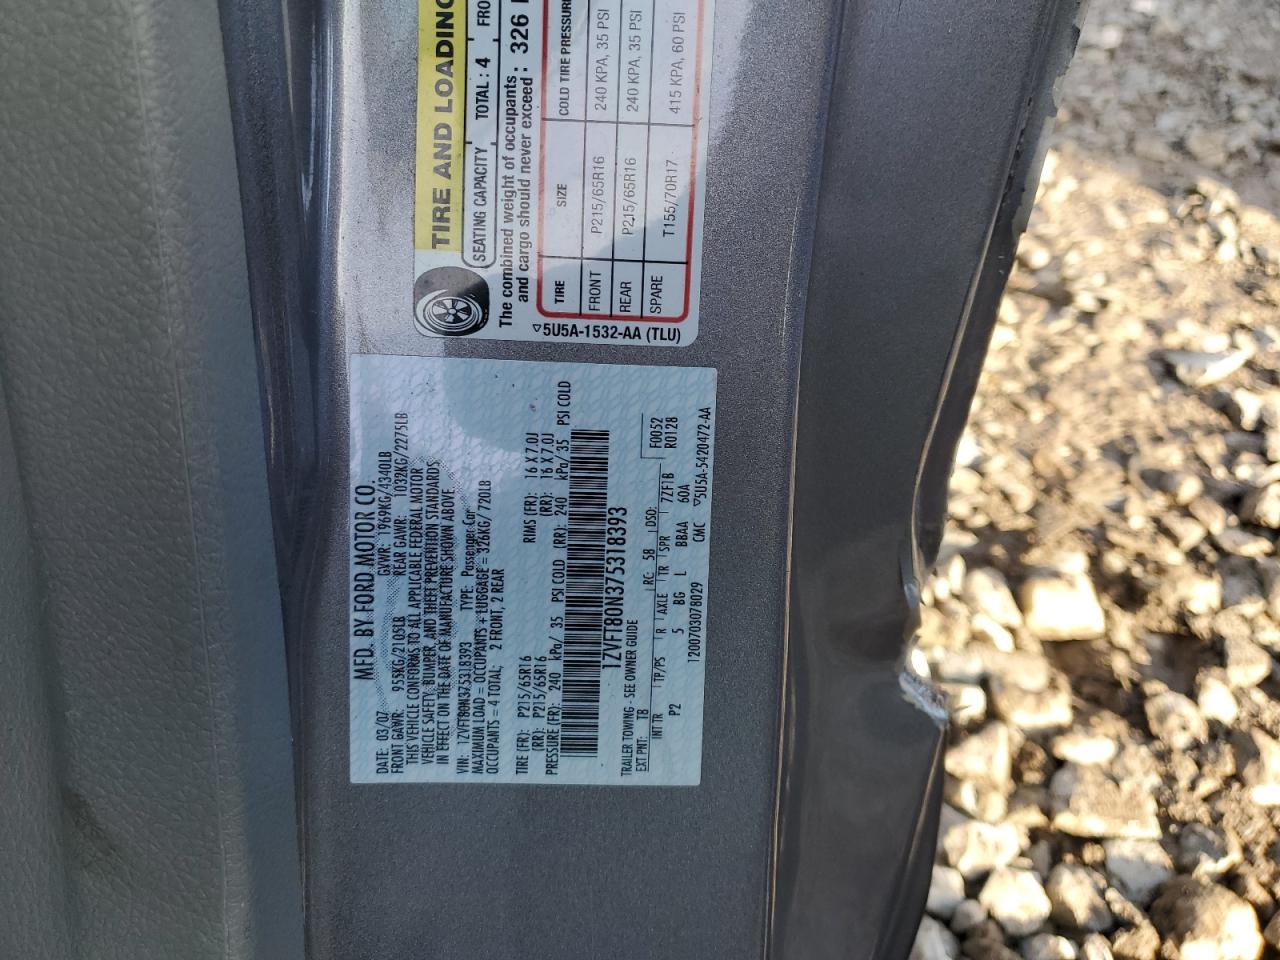 TIRE AND LOADING
SEATING CAPACITY TOTAL : 4 FRO
The combined weight of occupants
and cargo should never exceed : 326
TIRE SIZE COLD TIRE PRESSURE
FRONT P215/65R16 240 KPA, 35 PSI
REAR P215/65R16 240 KPA, 35 PSI
SPARE T155/70R17 415 KPA, 60 PSI
▽5U5A-1532-AA (TLU)
MFD. BY FORD MOTOR CO.
DATE: 03/07 GVWR: 1969KG/4340LB
FRONT GAWR: 955KG/2105LB REAR GAWR: 1032KG/2275LB
THIS VEHICLE CONFORMS TO ALL APPLICABLE FEDERAL MOTOR
VEHICLE SAFETY, BUMPER, AND THEFT PREVENTION STANDARDS
IN EFFECT ON THE DATE OF MANUFACTURE SHOWN ABOVE.
VIN: 1ZVFT80N375318393 TYPE: Passenger Car
MAXIMUM LOAD = OCCUPANTS + LUGGAGE = 326KG/720LB
OCCUPANTS = 4 TOTAL; 2 FRONT, 2 REAR
TIRE (FR): P215/65R16 RIMS (FR): 16 X 7.0J
(RR): P215/65R16 (RR): 16 X 7.0J
PRESSURE (FR): 240 kPa/ 35 PSI COLD (RR): 240 kPa/ 35 PSI COLD
1ZVFT80N375318393
TRAILER TOWING - SEE OWNER GUIDE F0052
EXT PNT: T8 RC: 58 DSO: R0128
INT TR TP/PS R AXLE TR SPR 7ZF1B
P2 5 BG L BBAA 60A
1200703078029 CMC ▽5U5A-5420472-AA